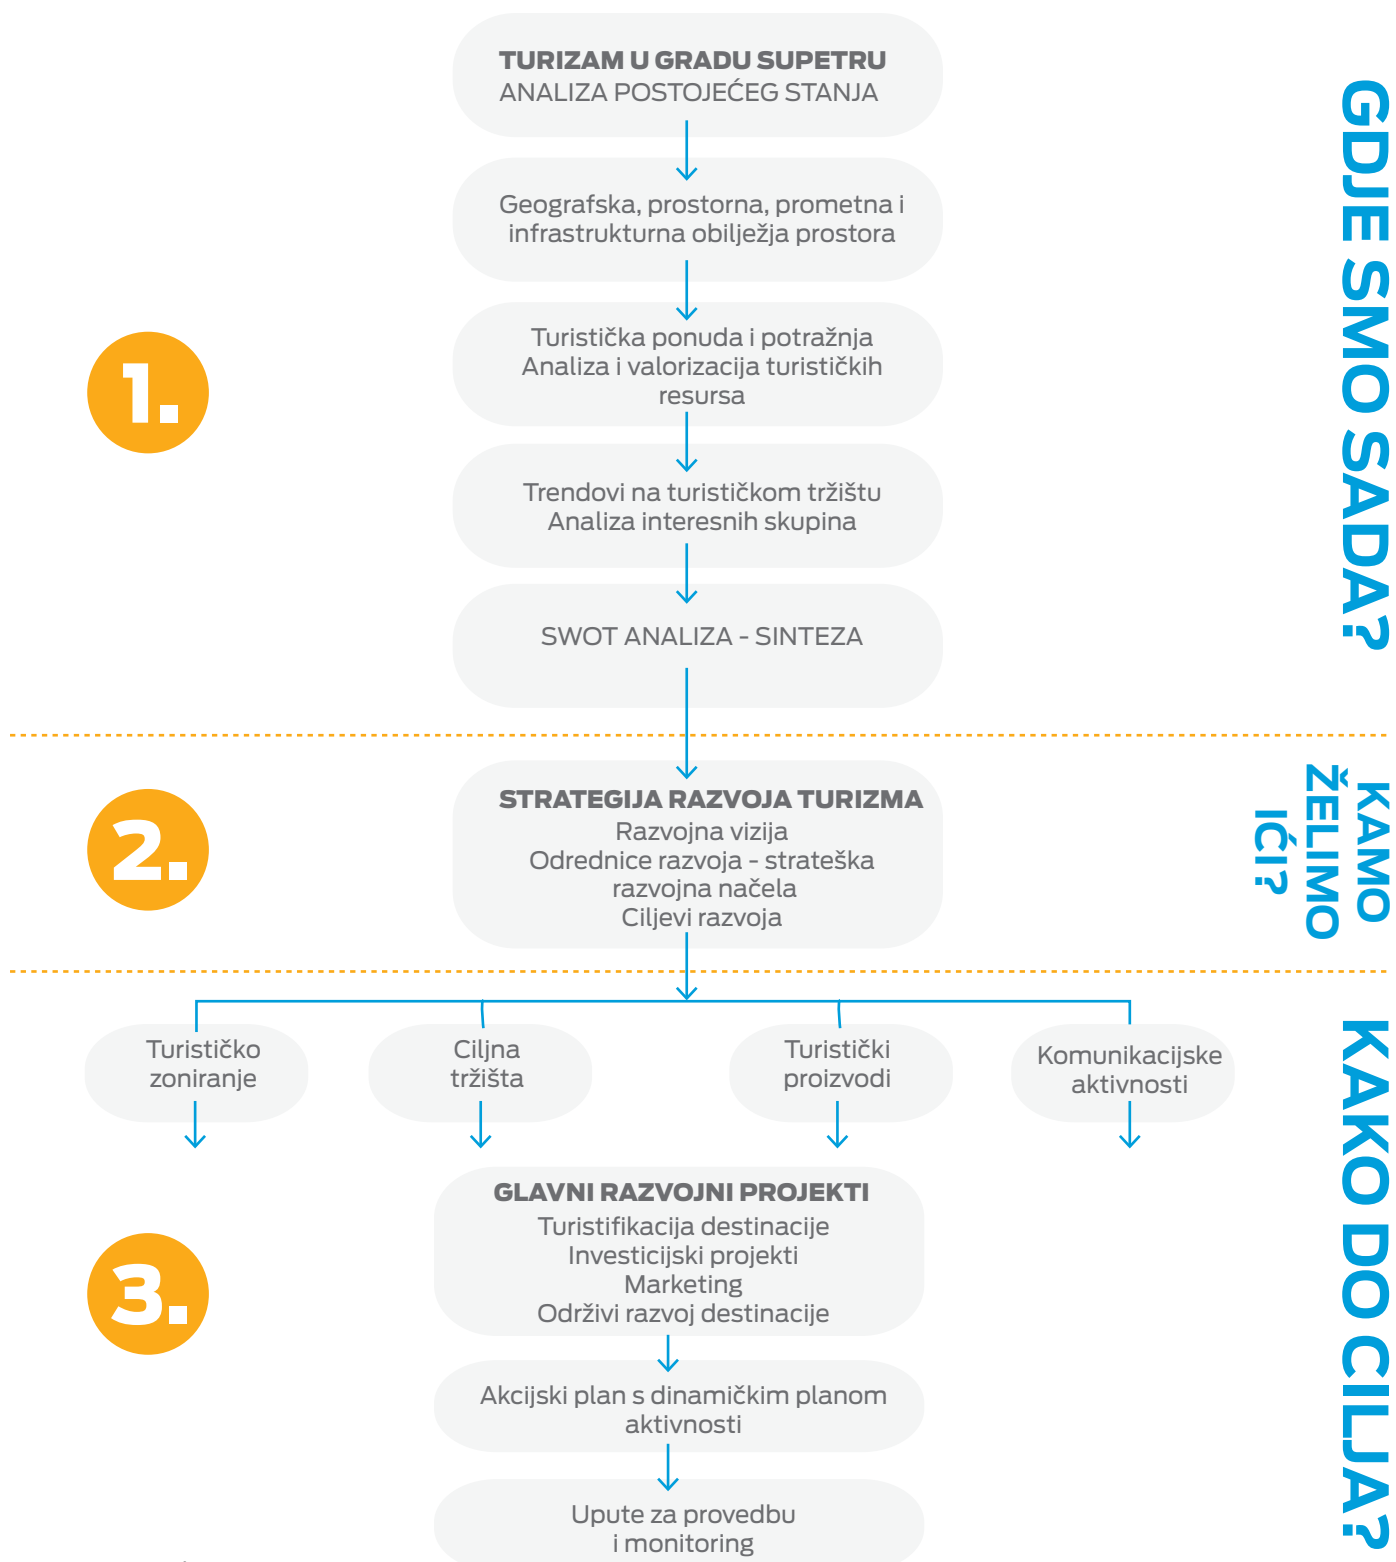 TURIZAM U GRADU SUPETRU
ANALIZA POSTOJEĆEG STANJA
Geografska, prostorna, prometna i
infrastrukturna obilježja prostora
Turistička ponuda i potražnja
Analiza i valorizacija turističkih
resursa
Trendovi na turističkom tržištu
Analiza interesnih skupina
SWOT ANALIZA - SINTEZA
1.
GDJE SMO SADA?
2.
STRATEGIJA RAZVOJA TURIZMA
Razvojna vizija
Odrednice razvoja - strateška
razvojna načela
Ciljevi razvoja
KAMO
ŽELIMO
IĆI?
Turističko
zoniranje
Ciljna
tržišta
Turistički
proizvodi
Komunikacijske
aktivnosti
3.
GLAVNI RAZVOJNI PROJEKTI
Turistifikacija destinacije
Investicijski projekti
Marketing
Održivi razvoj destinacije
Akcijski plan s dinamičkim planom
aktivnosti
Upute za provedbu
i monitoring
KAKO DO CILJA?